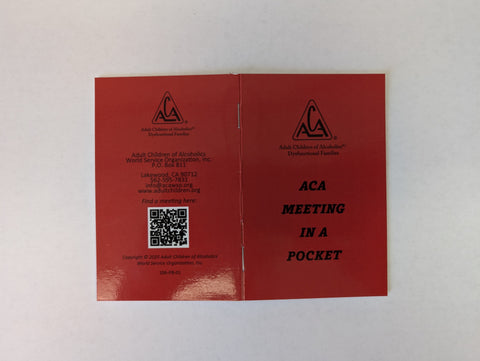 ACA®
Adult Children of Alcoholics®
Dysfunctional Families
Adult Children of Alcoholics
World Service Organization, Inc.
P.O. Box 811
Lakewood, CA 90712
562-595-7831
info@acawso.org
www.adultchildren.org
Find a meeting here:
Copyright © 2020 Adult Children of Alcoholics
World Service Organization, Inc.
ACA®
Adult Children of Alcoholics®
Dysfunctional Families
ACA
MEETING
IN A
POCKET